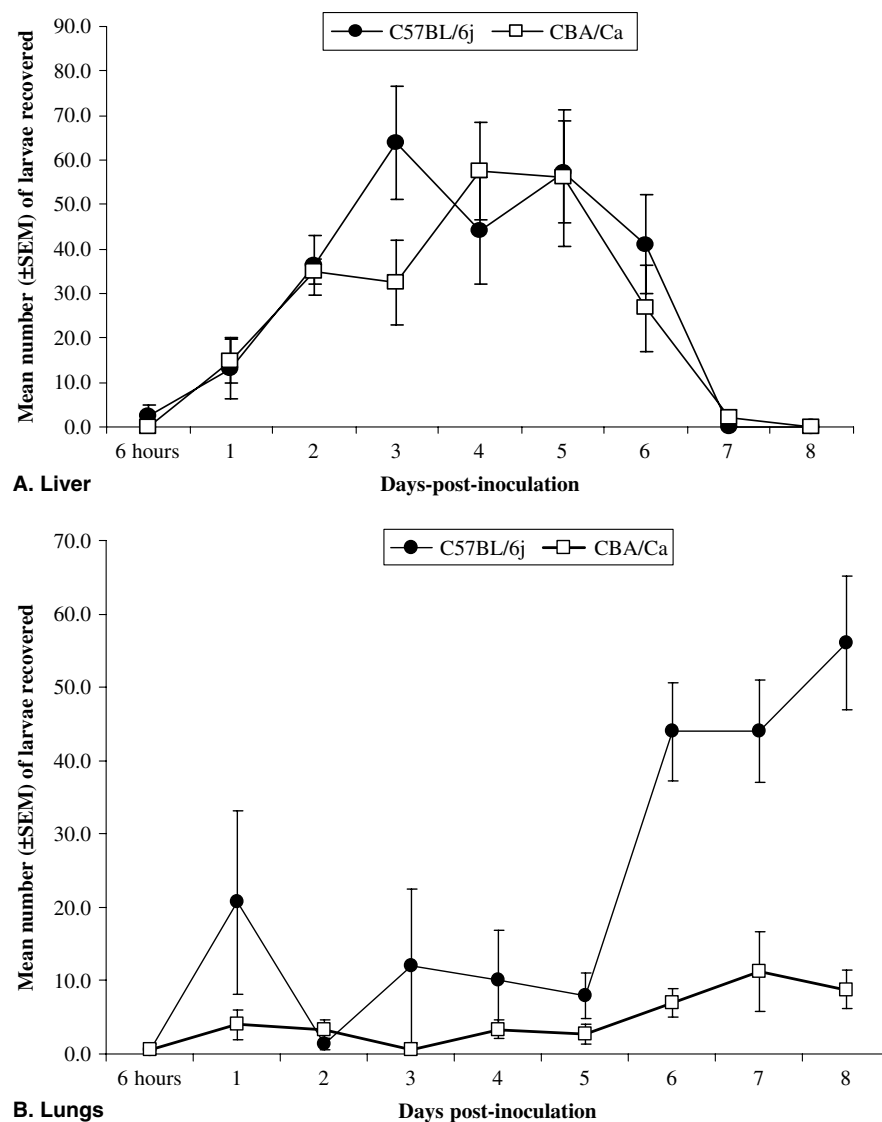 C57BL/6j CBA/Ca
Mean number (±SEM) of larvae recovered
90.0
80.0
70.0
60.0
50.0
40.0
30.0
20.0
10.0
0.0
6 hours 1 2 3 4 5 6 7 8
A. Liver Days-post-inoculation
C57BL/6j CBA/Ca
Mean number (±SEM) of larvae recovered
70.0
60.0
50.0
40.0
30.0
20.0
10.0
0.0
6 hours 1 2 3 4 5 6 7 8
B. Lungs Days post-inoculation